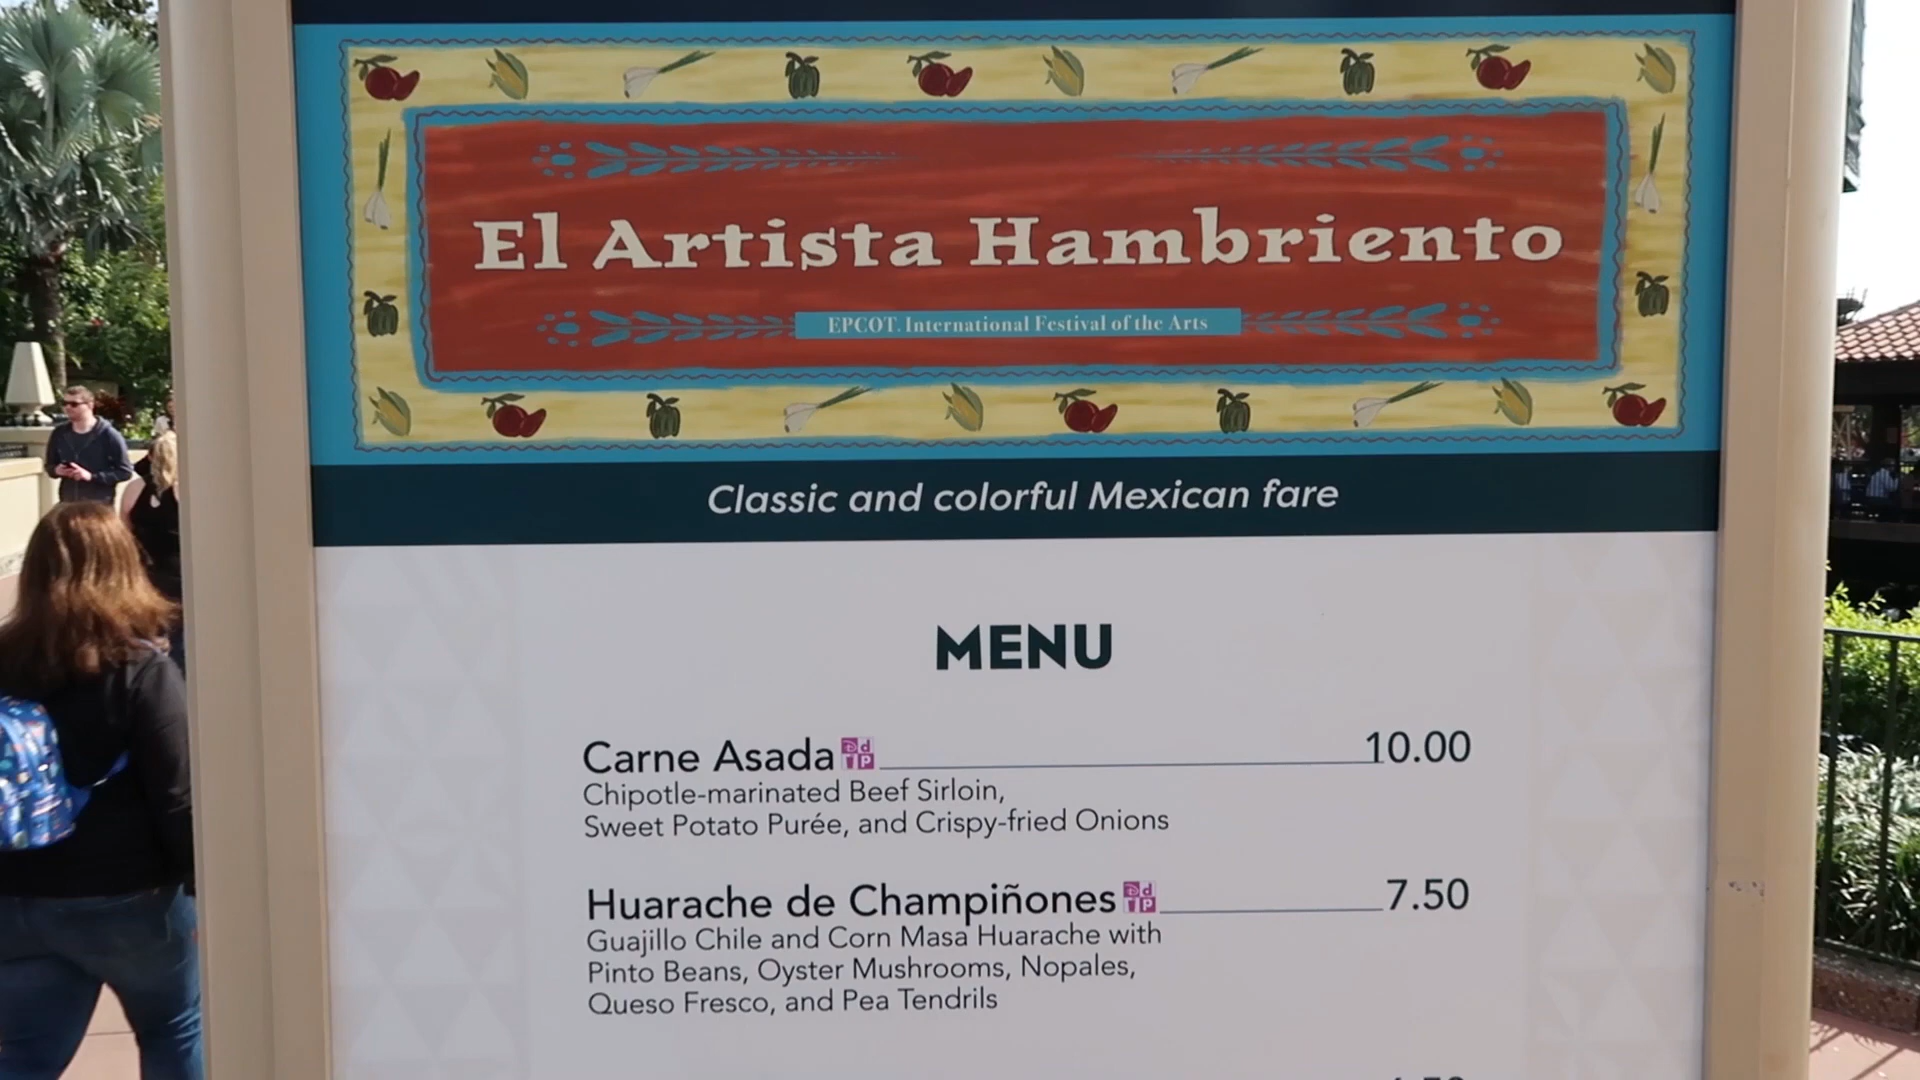 El Artista Hambriento
EPCOT. International Festival of the Arts
Classic and colorful Mexican fare
MENU
Carne Asada 10.00
Chipotle-marinated Beef Sirloin,
Sweet Potato Purée, and Crispy-fried Onions
Huarache de Champiñones 7.50
Guajillo Chile and Corn Masa Huarache with
Pinto Beans, Oyster Mushrooms, Nopales,
Queso Fresco, and Pea Tendrils